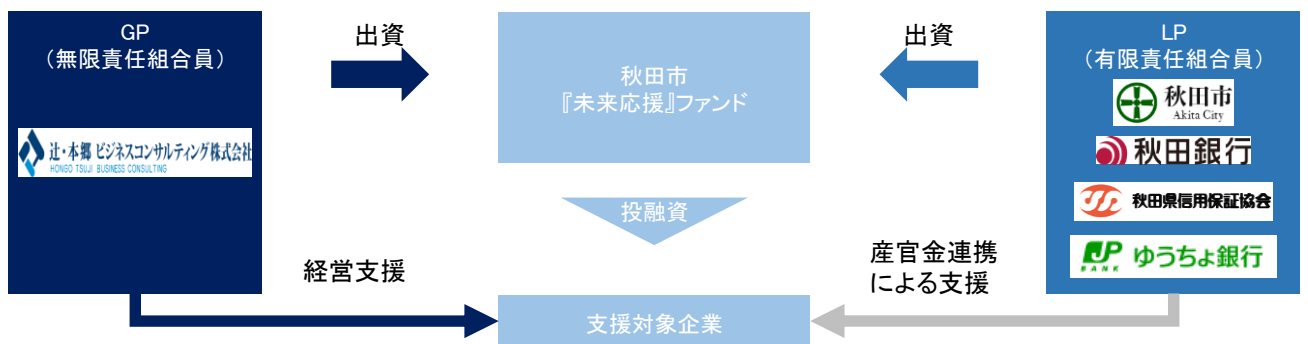 GP
（無限責任組合員）
辻・本郷 ビジネスコンサルティング株式会社
HONGO TSUJI BUSINESS CONSULTING
出資
秋田市
『未来応援』ファンド
出資
LP
（有限責任組合員）
秋田市
Akita City
秋田銀行
秋田県信用保証協会
JP
BANK
ゆうちょ銀行
投融資
経営支援
産官金連携
による支援
支援対象企業